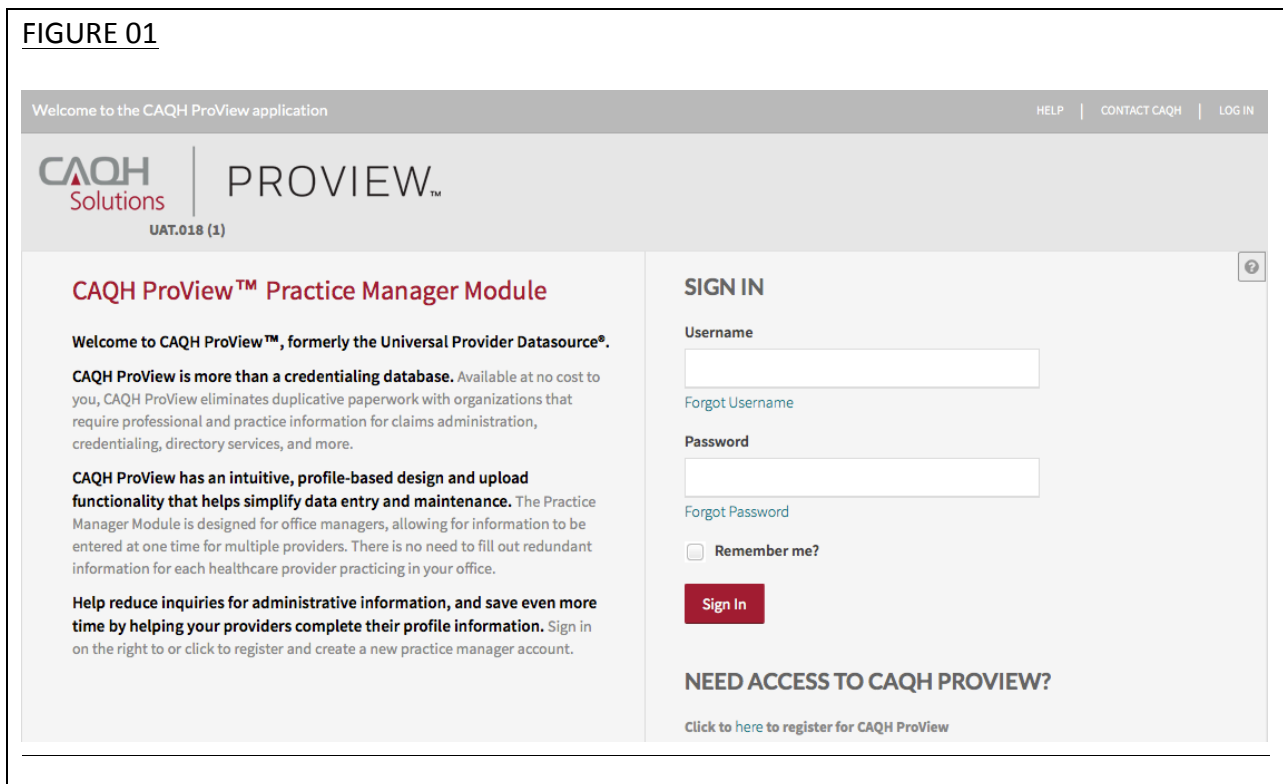 FIGURE 01
Welcome to the CAQH ProView application
HELP | CONTACT CAQH | LOG IN
CAQH
Solutions
PROVIEW™
UAT.018 (1)
CAQH ProView™ Practice Manager Module
Welcome to CAQH ProView™, formerly the Universal Provider Datasource®.
CAQH ProView is more than a credentialing database. Available at no cost to
you, CAQH ProView eliminates duplicative paperwork with organizations that
require professional and practice information for claims administration,
credentialing, directory services, and more.
CAQH ProView has an intuitive, profile-based design and upload
functionality that helps simplify data entry and maintenance. The Practice
Manager Module is designed for office managers, allowing for information to be
entered at one time for multiple providers. There is no need to fill out redundant
information for each healthcare provider practicing in your office.
Help reduce inquiries for administrative information, and save even more
time by helping your providers complete their profile information. Sign in
on the right to or click to register and create a new practice manager account.
?
SIGN IN
Username
Forgot Username
Password
Forgot Password
Remember me?
Sign In
NEED ACCESS TO CAQH PROVIEW?
Click to here to register for CAQH ProView